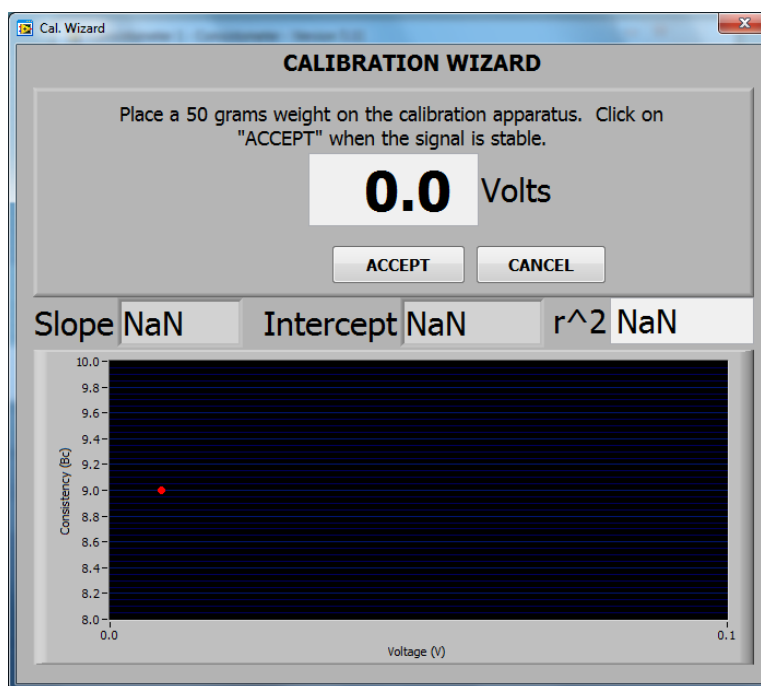 Cal. Wizard
CALIBRATION WIZARD
Place a 50 grams weight on the calibration apparatus. Click on
"ACCEPT" when the signal is stable.
0.0 Volts
ACCEPT CANCEL
Slope NaN Intercept NaN r^2 NaN
10.0
9.8
9.6
9.4
9.2
9.0
8.8
8.6
8.4
8.2
8.0
Consistency (Bc)
0.0 0.1
Voltage (V)